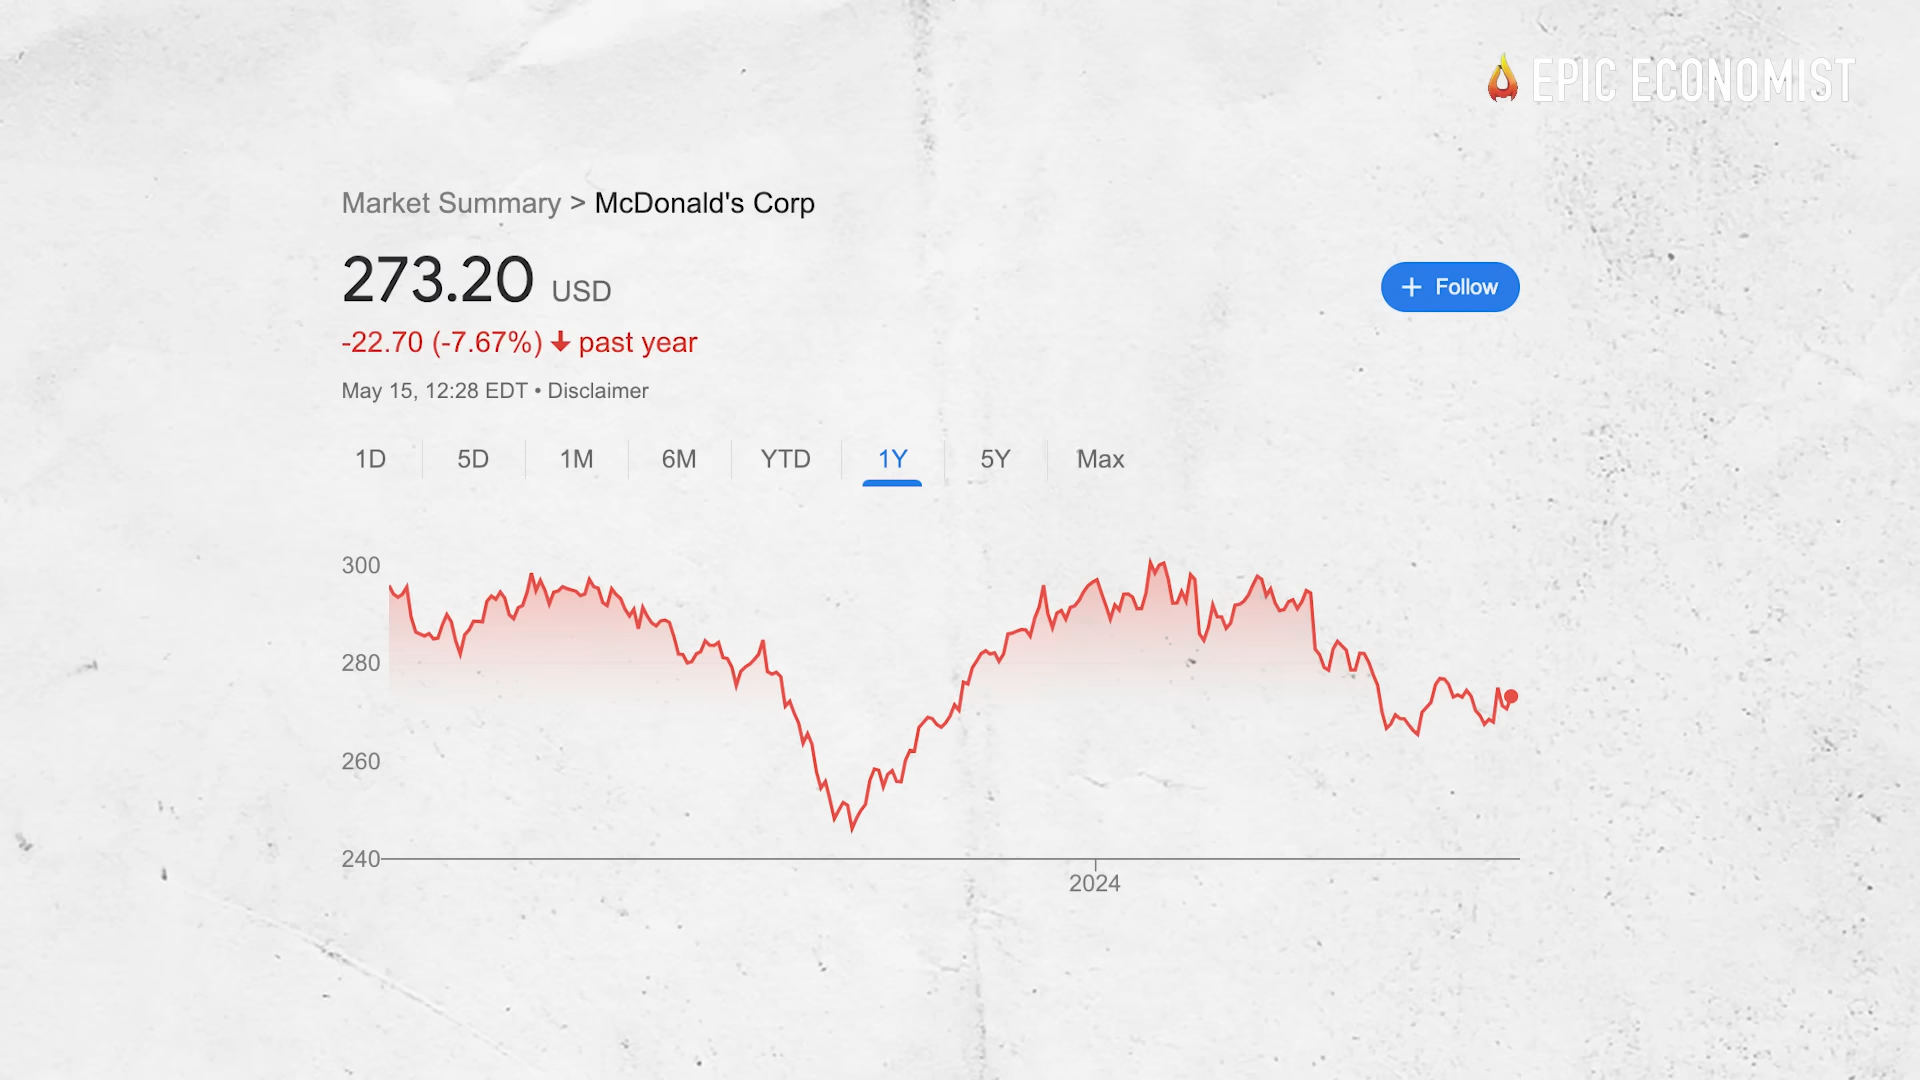 EPIC ECONOMIST
Market Summary > McDonald's Corp
273.20 USD
+ Follow
-22.70 (-7.67%) ↓ past year
May 15, 12:28 EDT • Disclaimer
1D 5D 1M 6M YTD 1Y 5Y Max
300
280
260
240
2024